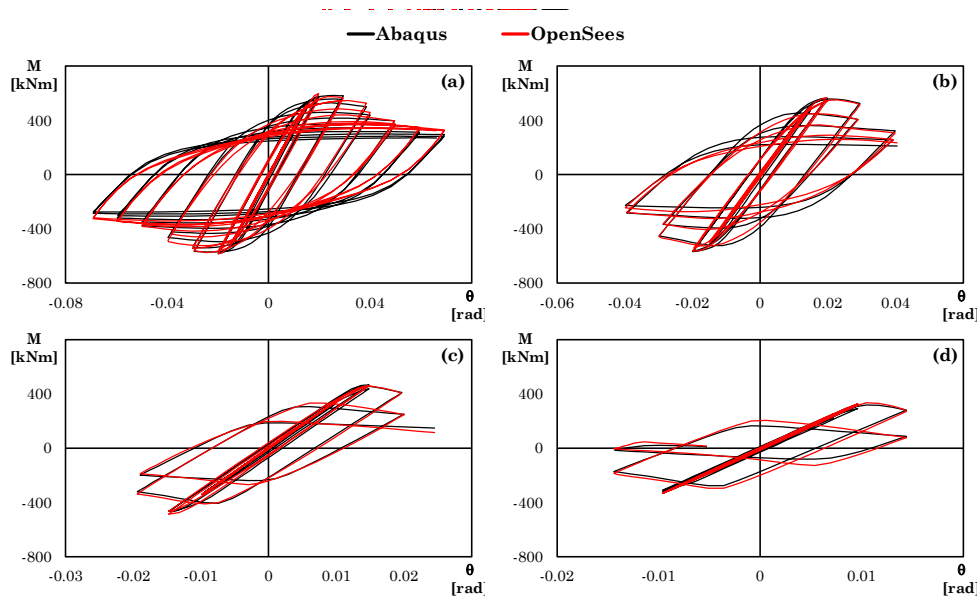 Abaqus OpenSees
M
[kNm]
(a)
400
0
-400
-800
-0.08 -0.04 0 0.04 θ
[rad]
M
[kNm]
(b)
400
0
-400
-800
-0.06 -0.04 -0.02 0 0.02 0.04 θ
[rad]
M
[kNm]
(c)
400
0
-400
-800
-0.03 -0.02 -0.01 0 0.01 0.02 θ
[rad]
M
[kNm]
(d)
400
0
-400
-800
-0.02 -0.01 0 0.01 θ
[rad]